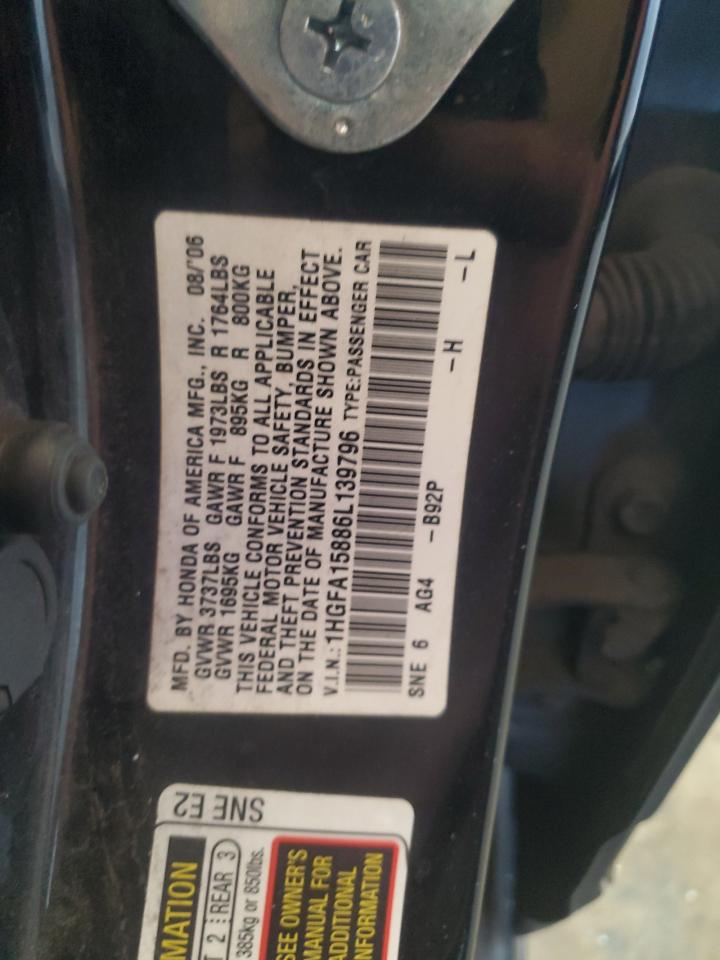 MFD. BY HONDA OF AMERICA MFG., INC. 08/'06
GVWR 3737LBS GAWR F 1973LBS R 1764LBS
GVWR 1695KG GAWR F 895KG R 800KG
THIS VEHICLE CONFORMS TO ALL APPLICABLE
FEDERAL MOTOR VEHICLE SAFETY, BUMPER,
AND THEFT PREVENTION STANDARDS IN EFFECT
ON THE DATE OF MANUFACTURE SHOWN ABOVE.
V.I.N.: 1HGFA15886L139796 TYPE:PASSENGER CAR
SNE 6 AG4 -B92P -H -L
SNE E2
MATION
T 2 REAR 3
385kg or 850lbs.
SEE OWNER'S
MANUAL FOR
ADDITIONAL
INFORMATION